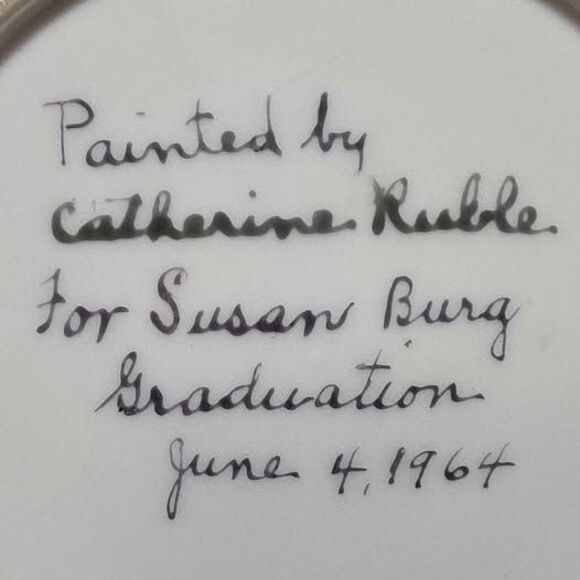 Painted by
Catherine Ruble
For Susan Burg
Graduation
June 4, 1964